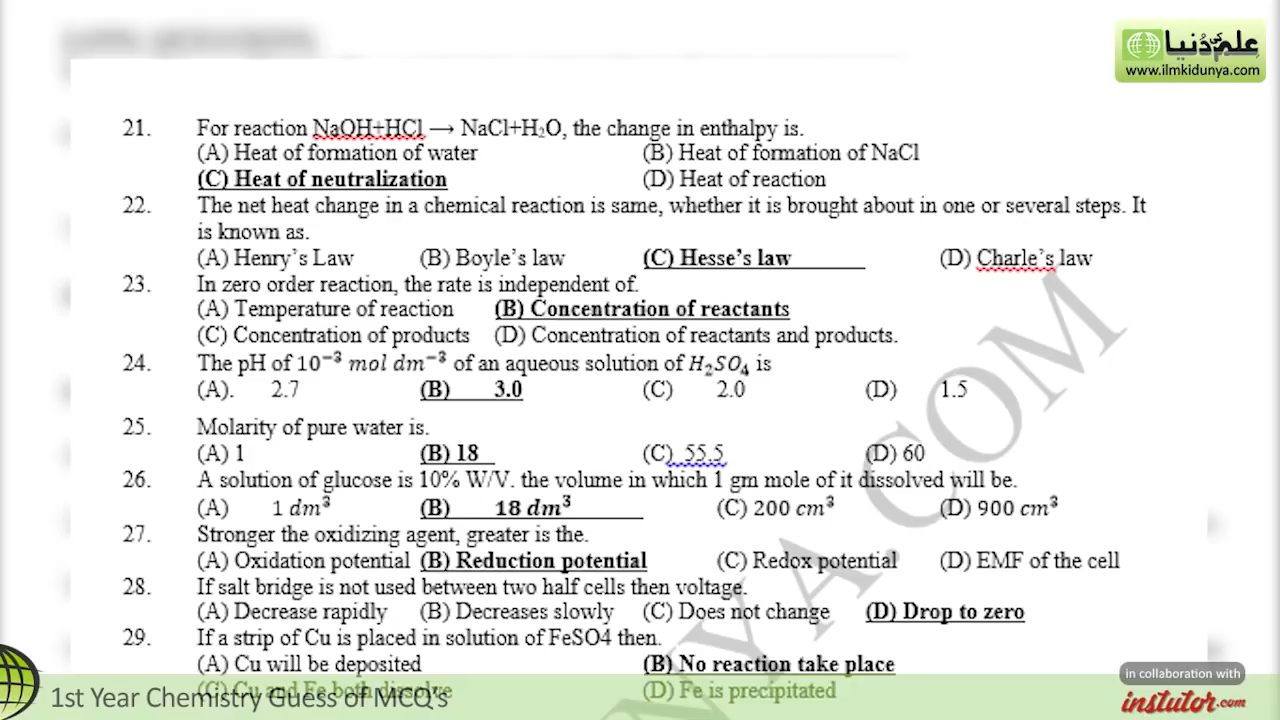 علم کی دُنیا
www.ilmkidunya.com
21. For reaction NaOH+HCl → NaCl+H₂O, the change in enthalpy is.
(A) Heat of formation of water (B) Heat of formation of NaCl
(C) Heat of neutralization (D) Heat of reaction
22. The net heat change in a chemical reaction is same, whether it is brought about in one or several steps. It
is known as.
(A) Henry's Law (B) Boyle's law (C) Hesse's law (D) Charle's law
23. In zero order reaction, the rate is independent of.
(A) Temperature of reaction (B) Concentration of reactants
(C) Concentration of products (D) Concentration of reactants and products.
24. The pH of 10⁻³ mol dm⁻³ of an aqueous solution of H₂SO₄ is
(A). 2.7 (B) 3.0 (C) 2.0 (D) 1.5
25. Molarity of pure water is.
(A) 1 (B) 18 (C) 55.5 (D) 60
26. A solution of glucose is 10% W/V. the volume in which 1 gm mole of it dissolved will be.
(A) 1 dm³ (B) 18 dm³ (C) 200 cm³ (D) 900 cm³
27. Stronger the oxidizing agent, greater is the.
(A) Oxidation potential (B) Reduction potential (C) Redox potential (D) EMF of the cell
28. If salt bridge is not used between two half cells then voltage.
(A) Decrease rapidly (B) Decreases slowly (C) Does not change (D) Drop to zero
29. If a strip of Cu is placed in solution of FeSO4 then.
(A) Cu will be deposited (B) No reaction take place
(C) Cu and Fe both dissolve (D) Fe is precipitated
NYA.COM
1st Year Chemistry Guess of MCQ's
in collaboration with
instutor.com